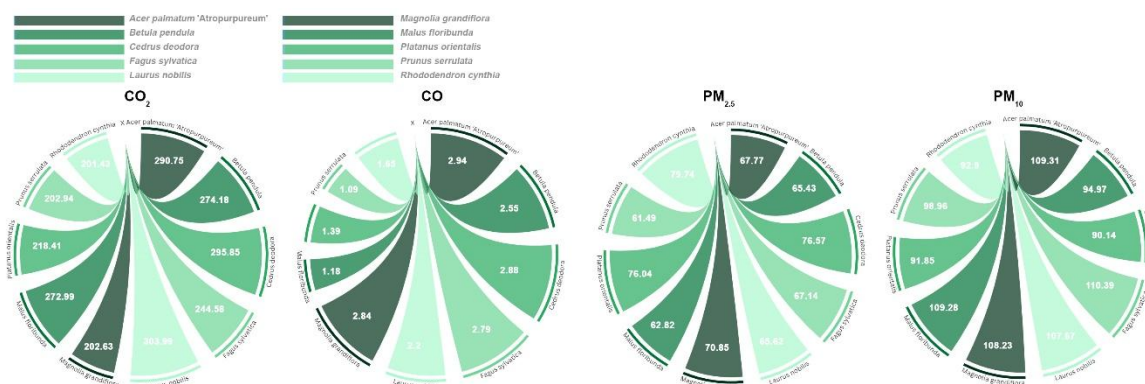 Acer palmatum 'Atropurpureum'
Betula pendula
Cedrus deodora
Fagus sylvatica
Laurus nobilis
Magnolia grandiflora
Malus floribunda
Platanus orientalis
Prunus serrulata
Rhododendron cynthia
CO2
X
Acer palmatum 'Atropurpureum'
290.75
Betula pendula
274.18
Cedrus deodora
295.85
Fagus sylvatica
244.58
nobilis
303.99
Magnolia grandiflora
202.63
Malus floribunda
272.99
Platanus orientalis
218.41
Prunus serrulata
202.94
Rhododendron cynthia
201.43
CO
X
Acer palmatum 'Atropurpureum'
2.94
Betula pendula
2.55
Cedrus deodora
2.88
Fagus sylvatica
2.79
2.2
Magnolia grandiflora
2.84
Malus floribunda
1.18
1.39
Prunus serrulata
1.09
PM2.5
Acer palmatum 'Atropurpureum'
67.77
Betula pendula
65.43
Cedrus deodora
76.57
Fagus sylvatica
67.14
Laurus nobilis
Magnolia grandiflora
70.85
Malus floribunda
62.82
Platanus orientalis
76.04
Prunus serrulata
61.49
Rhododendron cynthia
PM10
Acer palmatum 'Atropurpureum'
109.31
Betula pendula
94.97
Cedrus deodora
90.14
Fagus sylvatica
110.39
Laurus nobilis
Magnolia grandiflora
108.23
Malus floribunda
109.28
Platanus orientalis
91.85
Prunus serrulata
98.96
Rhododendron cynthia